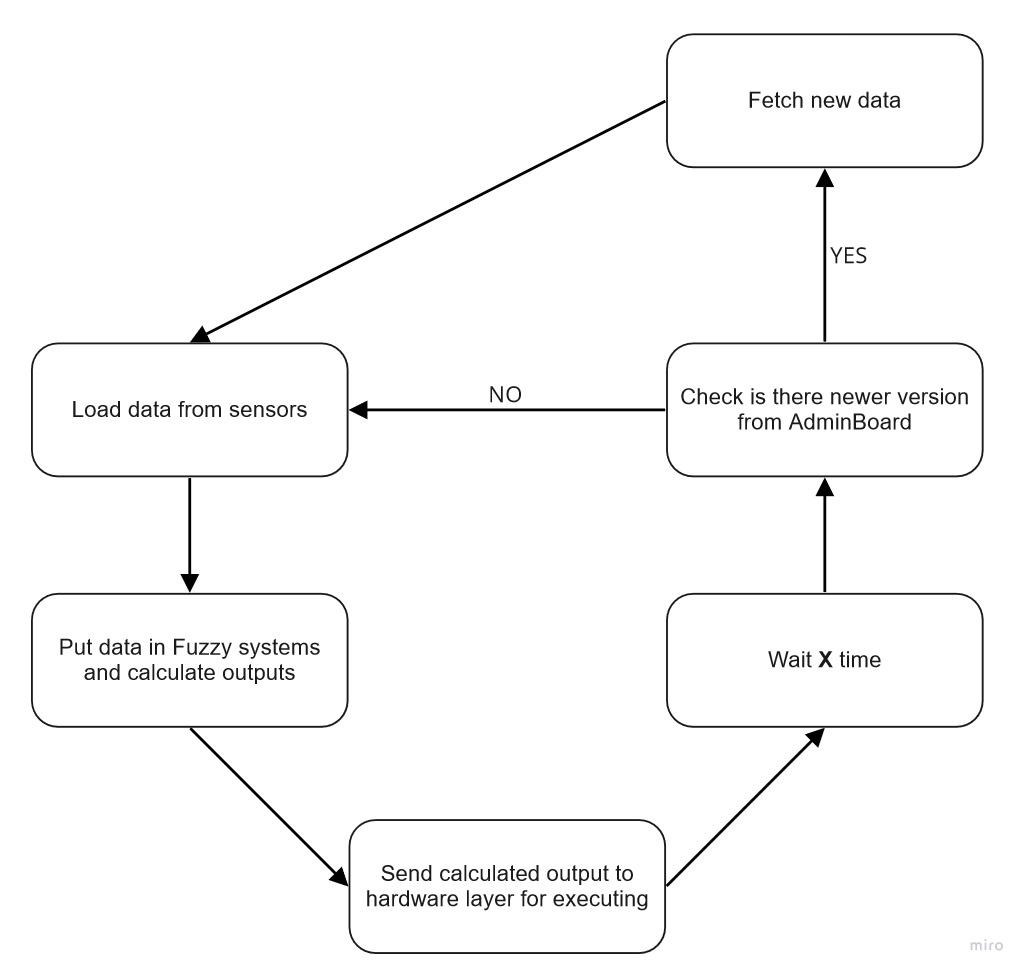 Fetch new data
YES
Load data from sensors
NO
Check is there newer version
from AdminBoard
Put data in Fuzzy systems
and calculate outputs
Wait X time
Send calculated output to
hardware layer for executing
miro